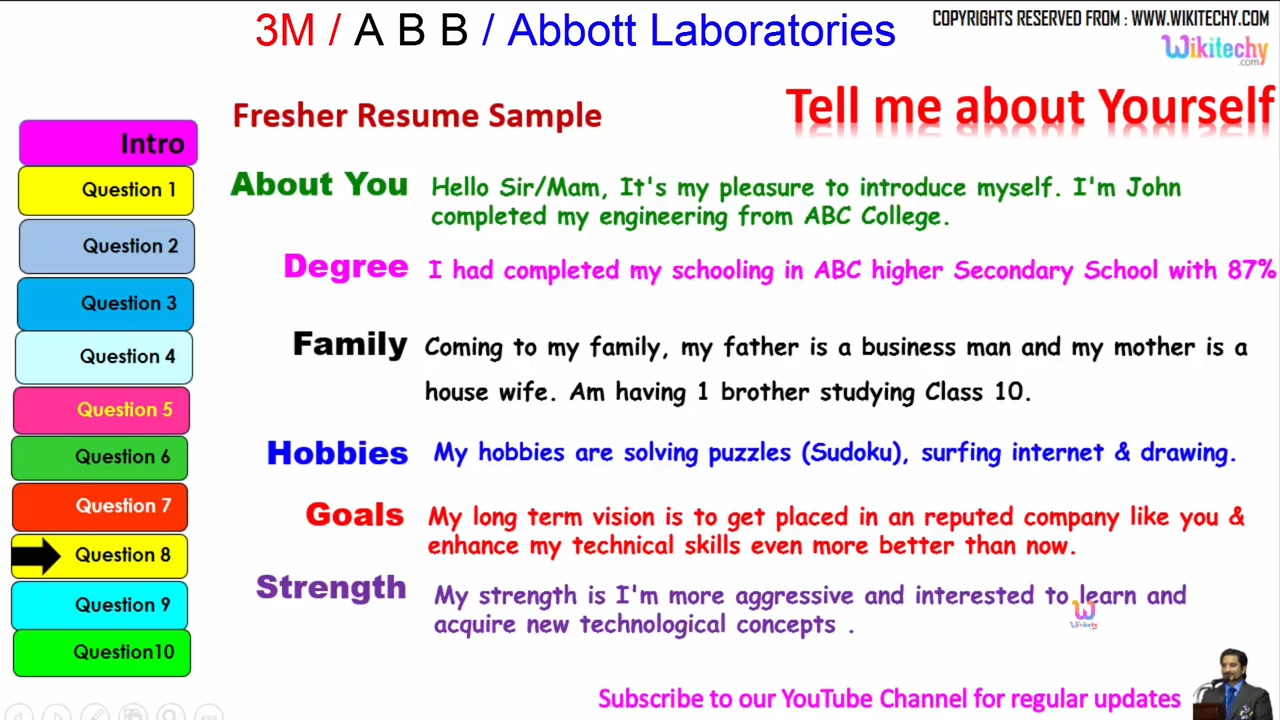 3M / A B B / Abbott Laboratories
COPYRIGHTS RESERVED FROM : WWW.WIKITECHY.COM
Wikitechy
.com
Fresher Resume Sample
Tell me about Yourself
Intro
Question 1
Question 2
Question 3
Question 4
Question 5
Question 6
Question 7
Question 8
Question 9
Question10
About You
Hello Sir/Mam, It's my pleasure to introduce myself. I'm John
completed my engineering from ABC College.
Degree
I had completed my schooling in ABC higher Secondary School with 87%
Family
Coming to my family, my father is a business man and my mother is a
house wife. Am having 1 brother studying Class 10.
Hobbies
My hobbies are solving puzzles (Sudoku), surfing internet & drawing.
Goals
My long term vision is to get placed in an reputed company like you &
enhance my technical skills even more better than now.
Strength
My strength is I'm more aggressive and interested to learn and
acquire new technological concepts .
W
Wikitechy
Subscribe to our YouTube Channel for regular updates